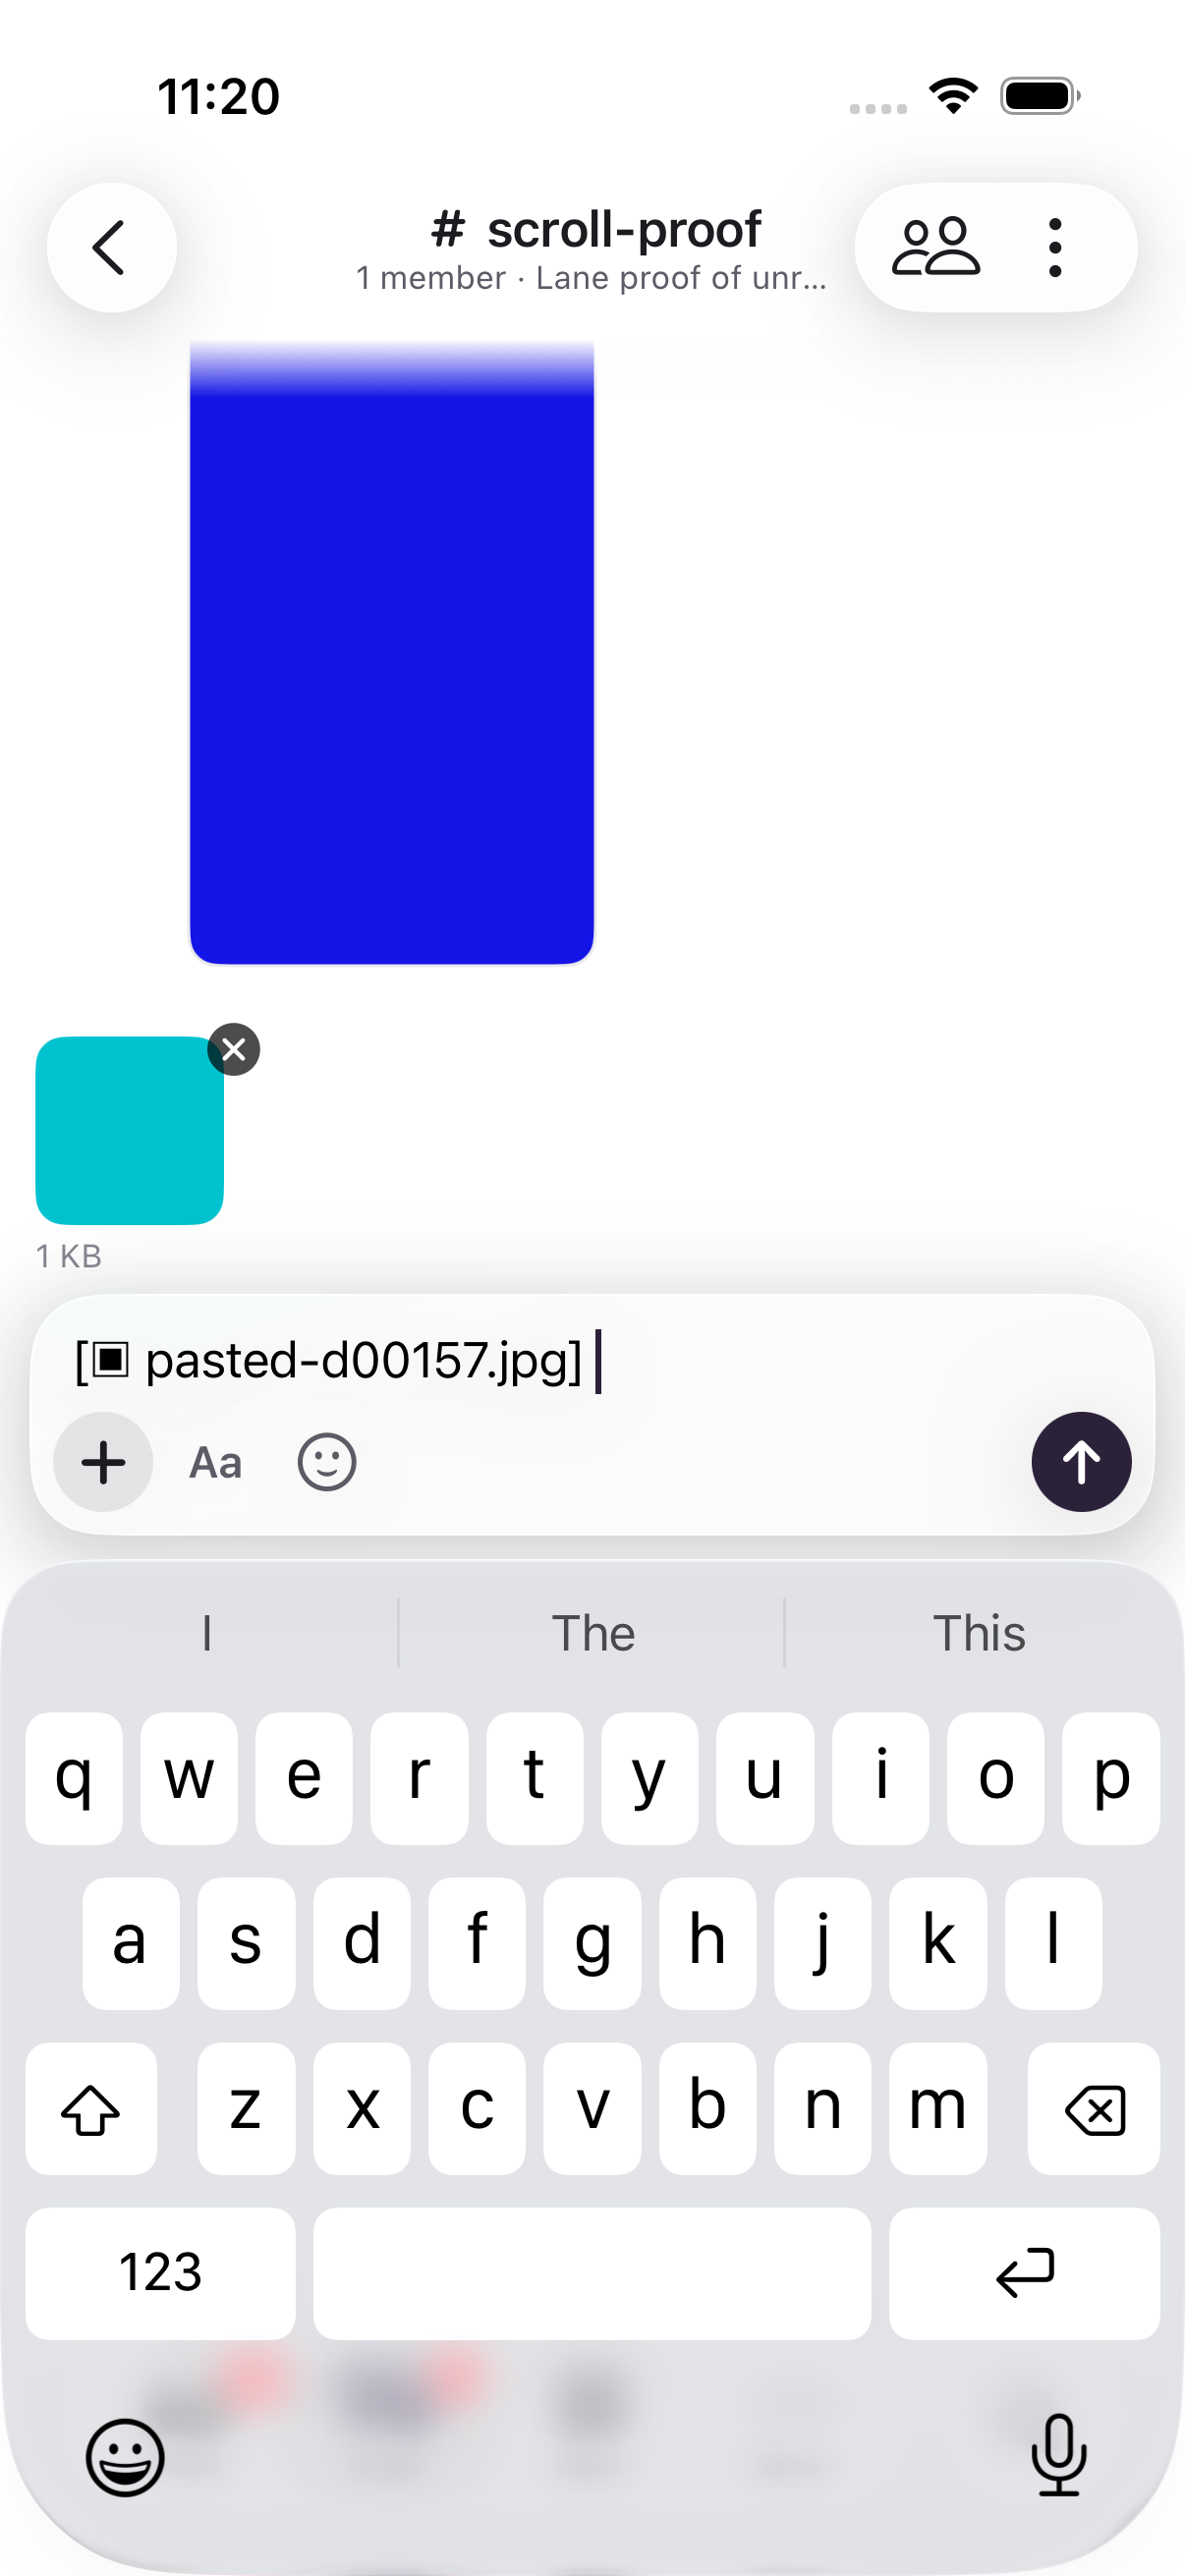 11:20
# scroll-proof
1 member · Lane proof of unr...
1 KB
[▣ pasted-d00157.jpg]
Aa
I The This
q w e r t y u i o p
a s d f g h j k l
z x c v b n m
123